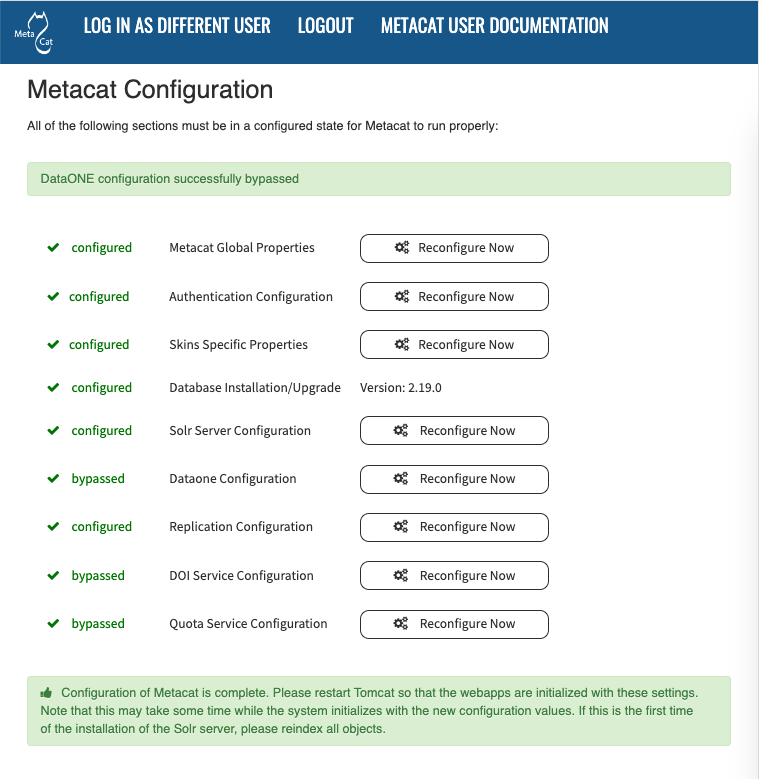 Meta Cat LOG IN AS DIFFERENT USER LOGOUT METACAT USER DOCUMENTATION
Metacat Configuration
All of the following sections must be in a configured state for Metacat to run properly:
DataONE configuration successfully bypassed
configured Metacat Global Properties Reconfigure Now
configured Authentication Configuration Reconfigure Now
configured Skins Specific Properties Reconfigure Now
configured Database Installation/Upgrade Version: 2.19.0
configured Solr Server Configuration Reconfigure Now
bypassed Dataone Configuration Reconfigure Now
configured Replication Configuration Reconfigure Now
bypassed DOI Service Configuration Reconfigure Now
bypassed Quota Service Configuration Reconfigure Now
Configuration of Metacat is complete. Please restart Tomcat so that the webapps are initialized with these settings.
Note that this may take some time while the system initializes with the new configuration values. If this is the first time
of the installation of the Solr server, please reindex all objects.